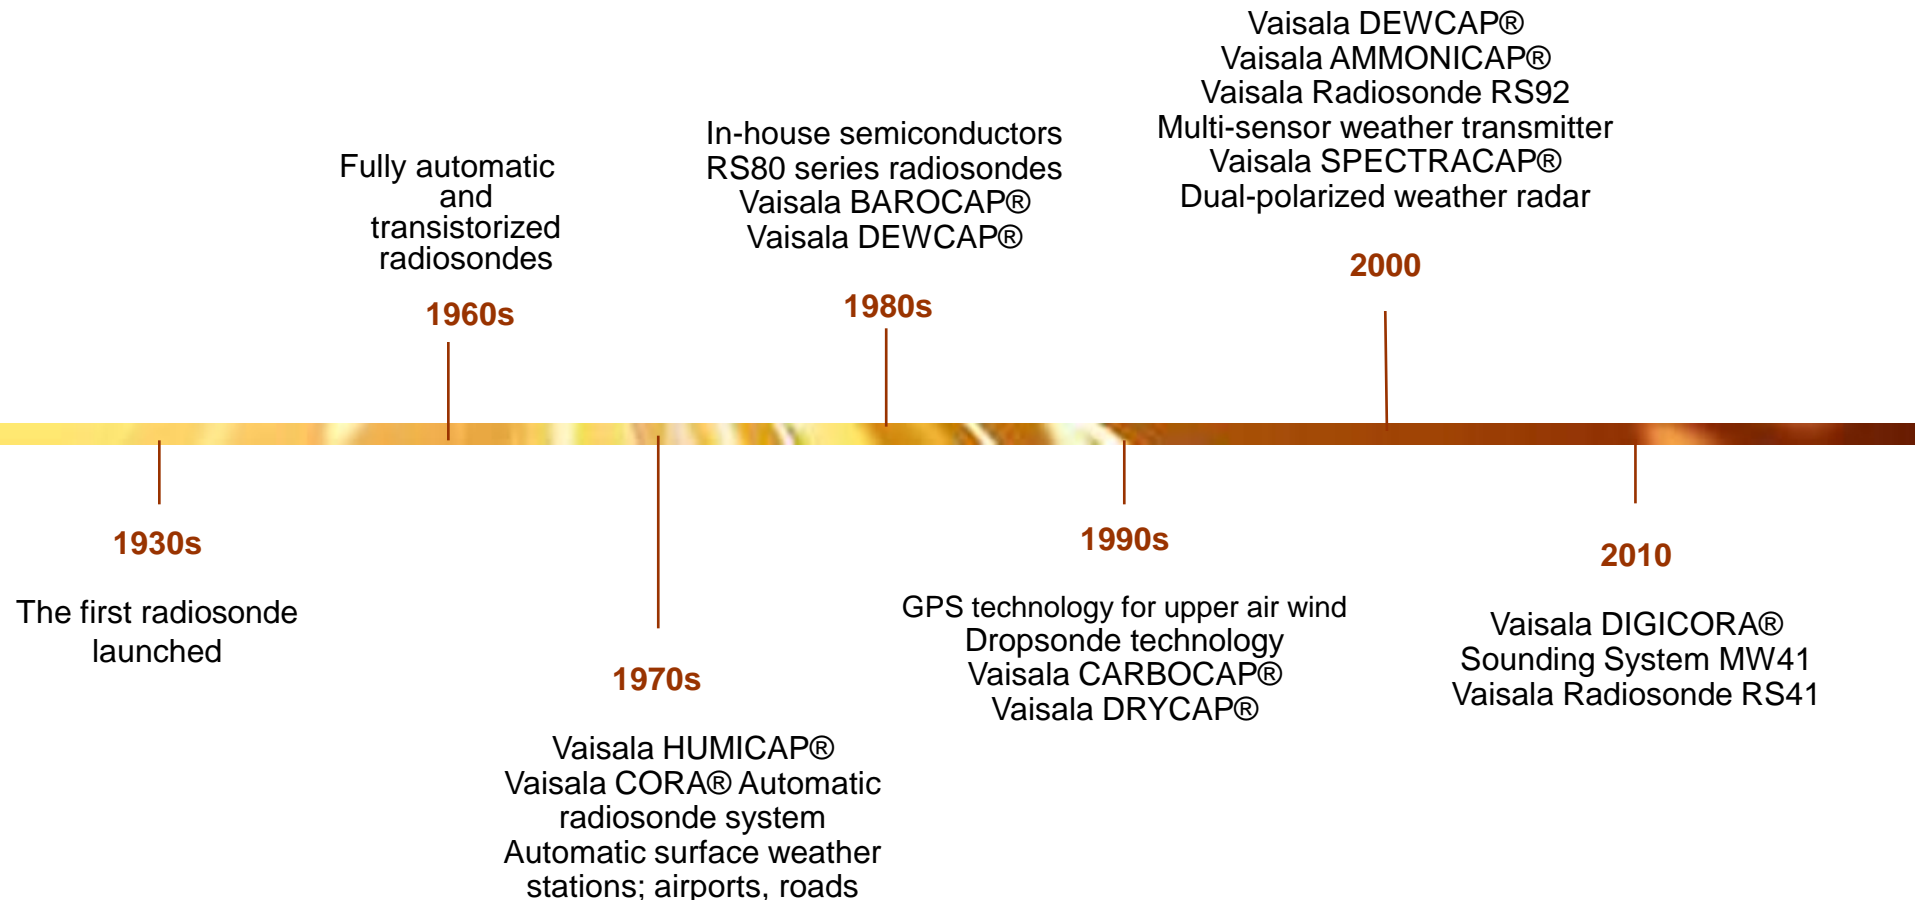 The first radiosonde
launched
1930s
Fully automatic
and
transistorized
radiosondes
1960s
1970s
Vaisala HUMICAP®
Vaisala CORA® Automatic
radiosonde system
Automatic surface weather
stations; airports, roads
In-house semiconductors
RS80 series radiosondes
Vaisala BAROCAP®
Vaisala DEWCAP®
1980s
1990s
GPS technology for upper air wind
Dropsonde technology
Vaisala CARBOCAP®
Vaisala DRYCAP®
Vaisala DEWCAP®
Vaisala AMMONICAP®
Vaisala Radiosonde RS92
Multi-sensor weather transmitter
Vaisala SPECTRACAP®
Dual-polarized weather radar
2000
2010
Vaisala DIGICORA®
Sounding System MW41
Vaisala Radiosonde RS41